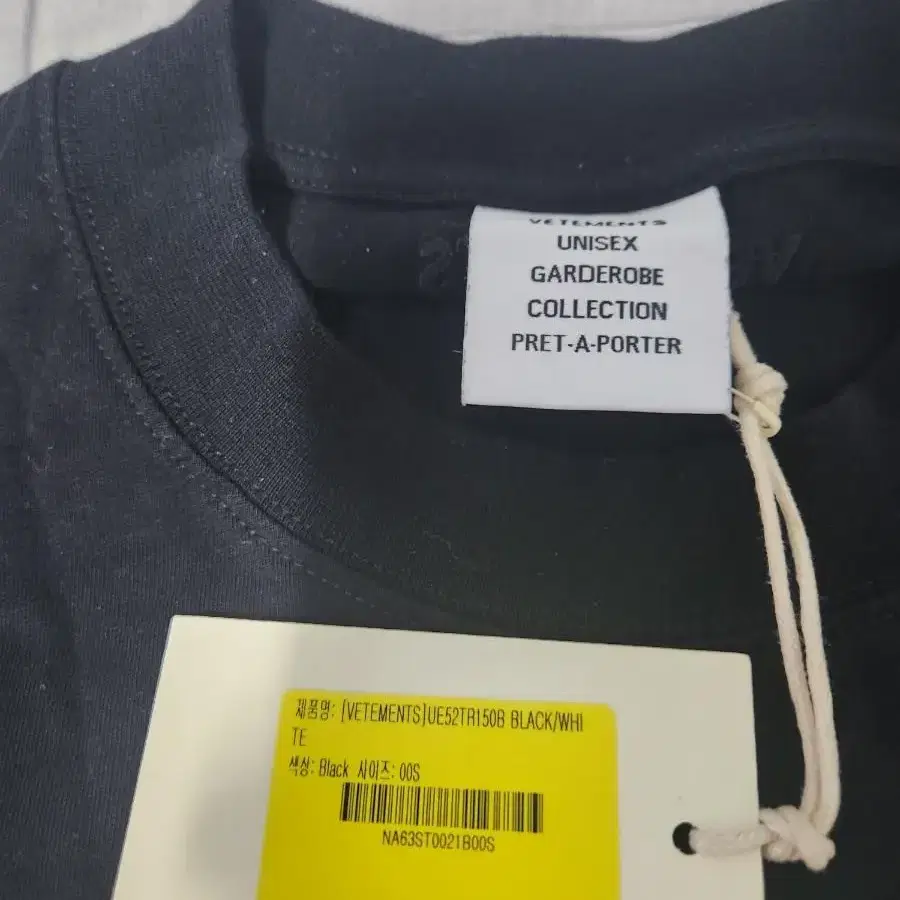 VETEMENTS
UNISEX
GARDEROBE
COLLECTION
PRET-A-PORTER
제품명: [VETEMENTS]UE52TR150B BLACK/WHI
TE
색상: Black 사이즈: 00S
NA63ST0021B00S